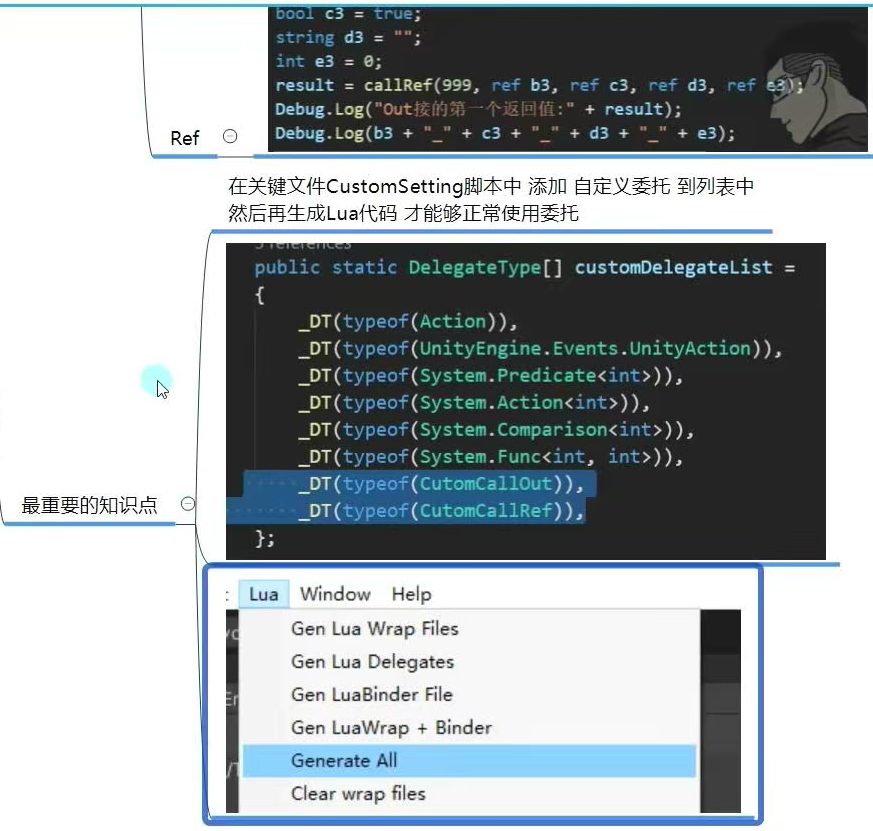 bool c3 = true;
string d3 = "";
int e3 = 0;
result = callRef(999, ref b3, ref c3, ref d3, ref e3);
Debug.Log("Out接的第一个返回值:" + result);
Debug.Log(b3 + "_" + c3 + "_" + d3 + "_" + e3);
Ref
在关键文件CustomSetting脚本中 添加 自定义委托 到列表中
然后再生成Lua代码 才能够正常使用委托
references
public static DelegateType[] customDelegateList =
{
_DT(typeof(Action)),
_DT(typeof(UnityEngine.Events.UnityAction)),
_DT(typeof(System.Predicate<int>)),
_DT(typeof(System.Action<int>)),
_DT(typeof(System.Comparison<int>)),
_DT(typeof(System.Func<int, int>)),
_DT(typeof(CutomCallOut)),
_DT(typeof(CutomCallRef)),
};
最重要的知识点
: Lua Window Help
Gen Lua Wrap Files
Gen Lua Delegates
Gen LuaBinder File
Gen LuaWrap + Binder
Generate All
Clear wrap files